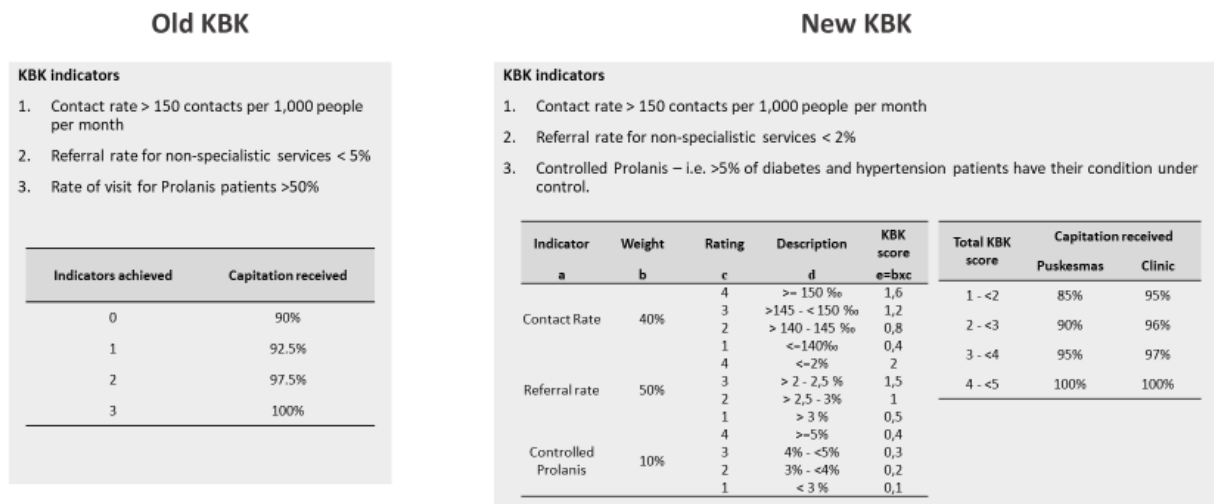 Old KBK
KBK indicators
1. Contact rate > 150 contacts per 1,000 people
per month
2. Referral rate for non-specialistic services < 5%
3. Rate of visit for Prolanis patients >50%
Indicators achieved Capitation received
0 90%
1 92.5%
2 97.5%
3 100%
New KBK
KBK indicators
1. Contact rate > 150 contacts per 1,000 people per month
2. Referral rate for non-specialistic services < 2%
3. Controlled Prolanis – i.e. >5% of diabetes and hypertension patients have their condition under
control.
Indicator Weight Rating Description KBK
score
a b c d e=bxc
4 >= 150 ‰ 1,6
3 >145 - < 150 ‰ 1,2
Contact Rate 40%
2 > 140 - 145 ‰ 0,8
1 <=140‰ 0,4
4 <=2% 2
3 > 2 - 2,5 % 1,5
Referral rate 50%
2 > 2,5 - 3% 1
1 > 3 % 0,5
4 >=5% 0,4
Controlled
Prolanis 10%
3 4% - <5% 0,3
2 3% - <4% 0,2
1 < 3 % 0,1
Total KBK
score
Capitation received
Puskesmas Clinic
1 - <2 85% 95%
2 - <3 90% 96%
3 - <4 95% 97%
4 - <5 100% 100%